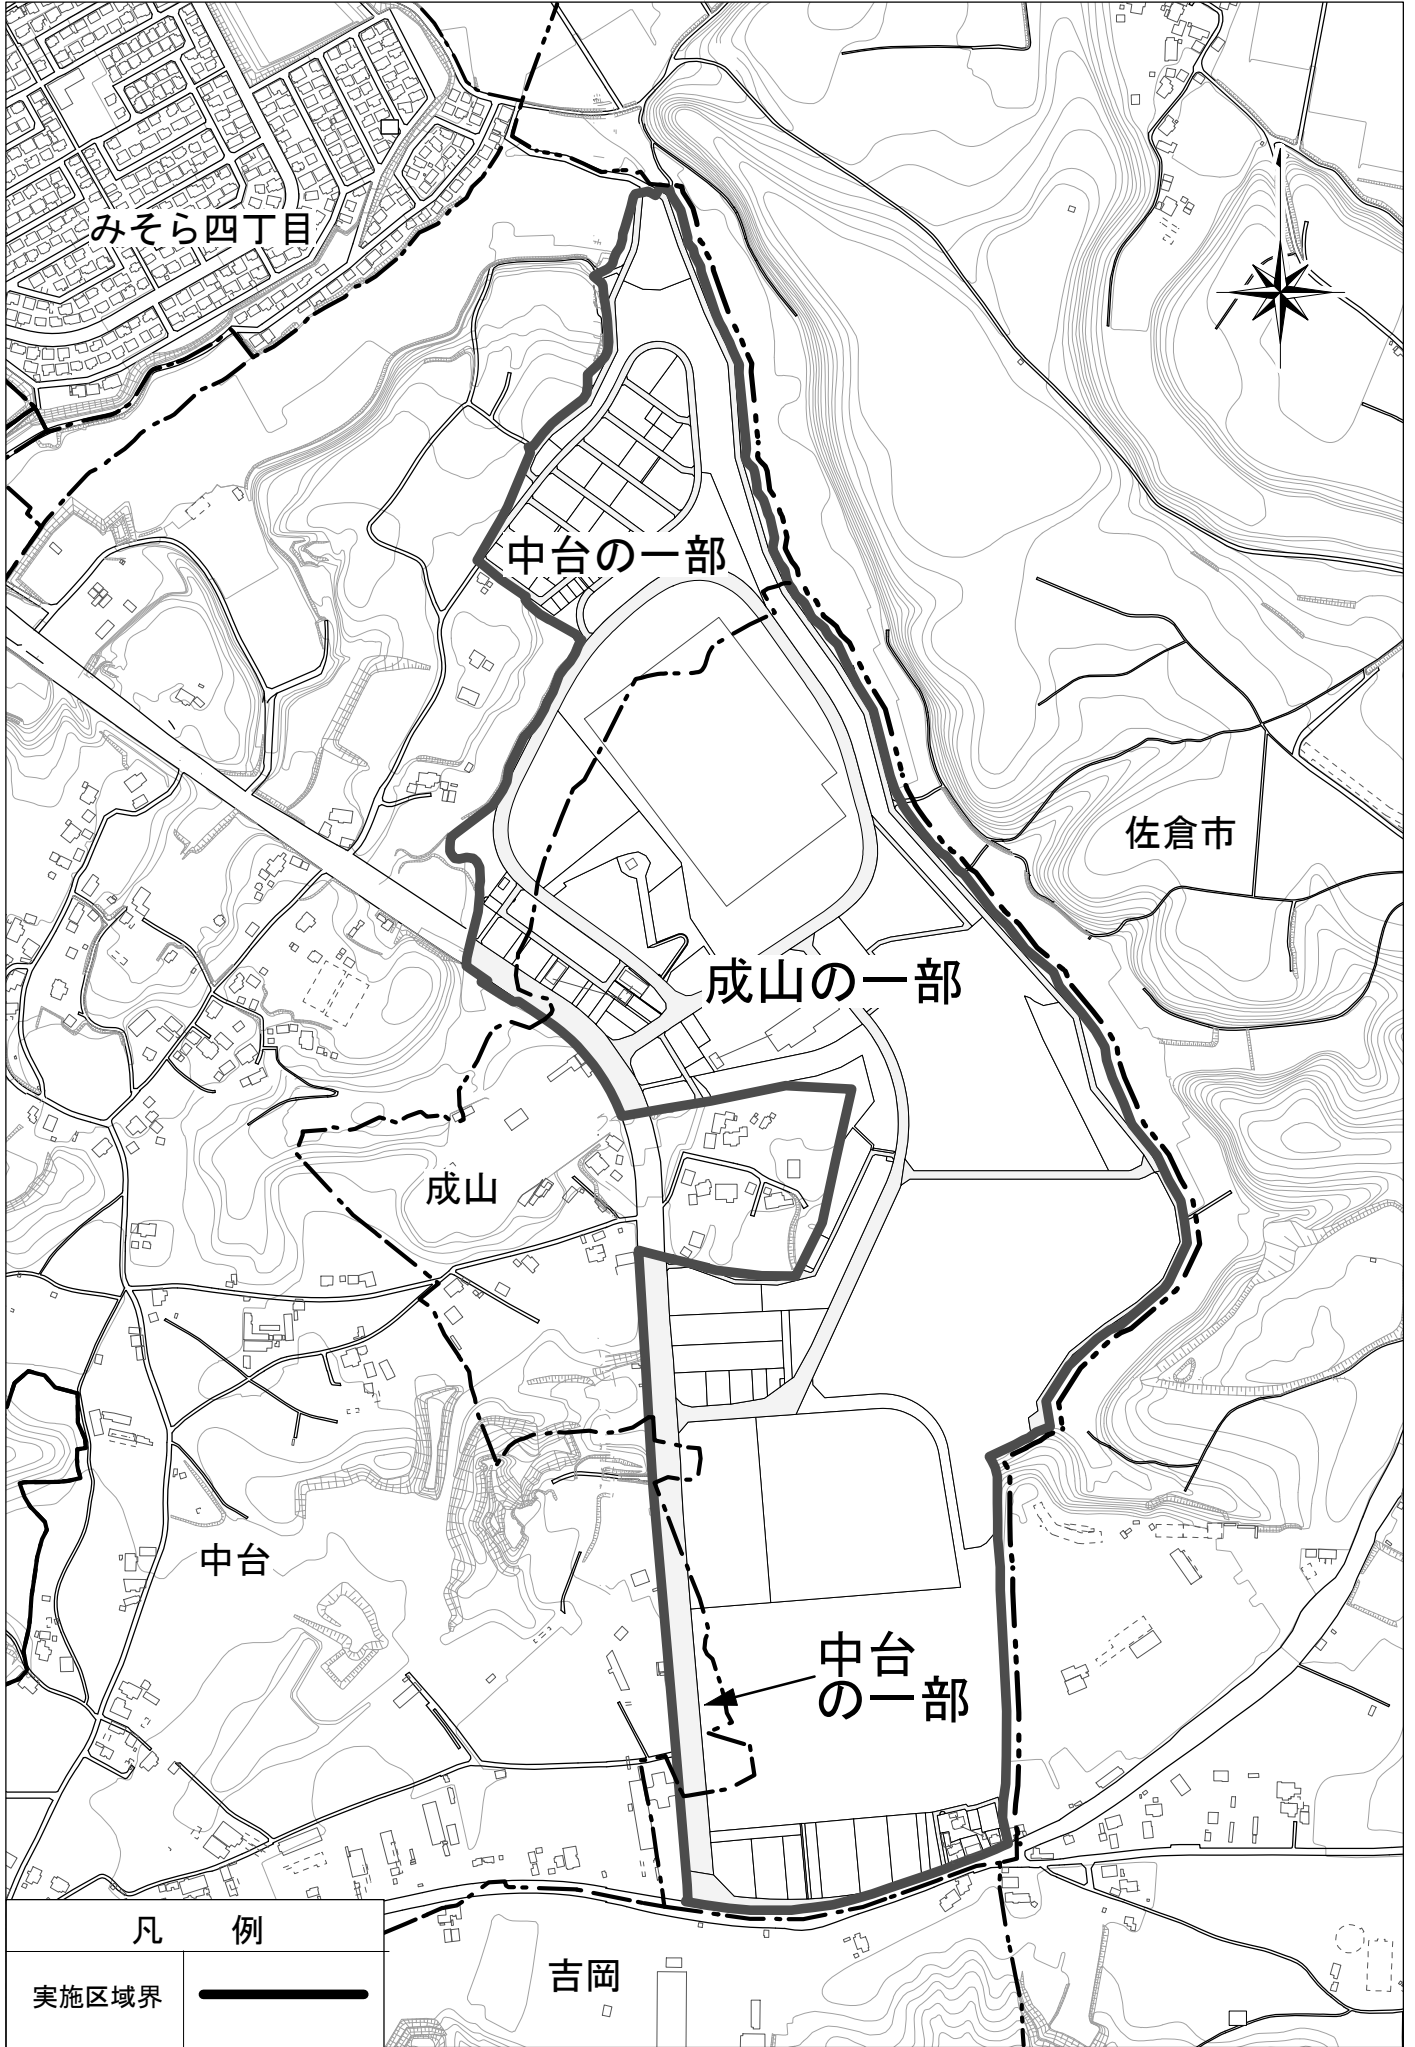 みそら四丁目
中台の一部
佐倉市
成山の一部
成山
中台
中台
の一部
吉岡
凡　例
実施区域界